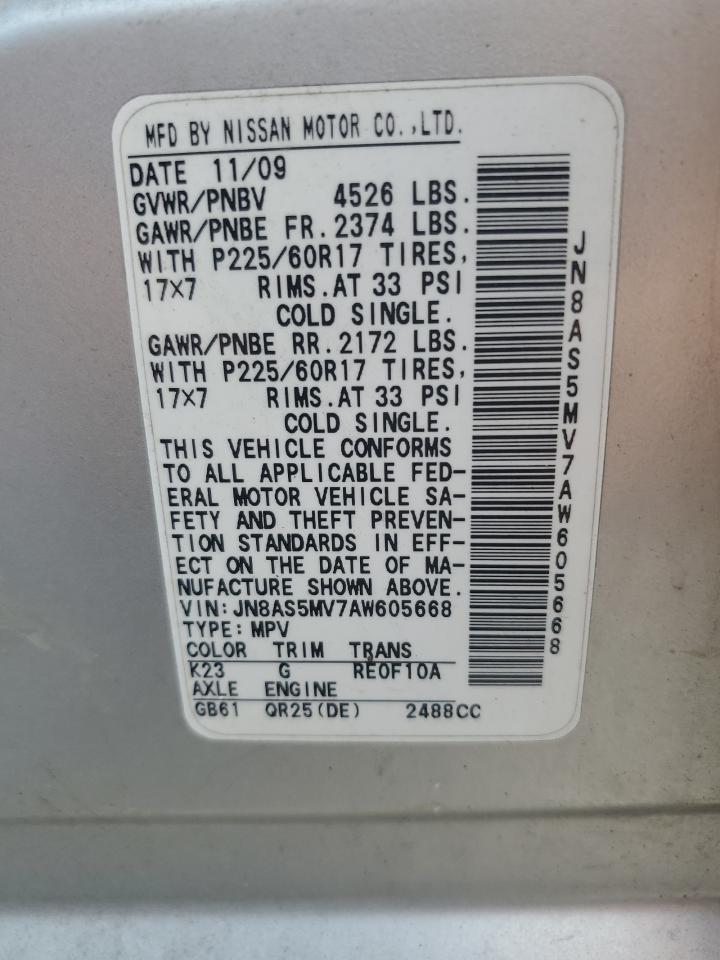 MFD BY NISSAN MOTOR CO.,LTD.
DATE 11/09
GVWR/PNBV 4526 LBS.
GAWR/PNBE FR.2374 LBS.
WITH P225/60R17 TIRES,
17×7 RIMS.AT 33 PSI
COLD SINGLE.
GAWR/PNBE RR.2172 LBS.
WITH P225/60R17 TIRES,
17×7 RIMS.AT 33 PSI
COLD SINGLE.
THIS VEHICLE CONFORMS
TO ALL APPLICABLE FED-
ERAL MOTOR VEHICLE SA-
FETY AND THEFT PREVEN-
TION STANDARDS IN EFF-
ECT ON THE DATE OF MA-
NUFACTURE SHOWN ABOVE.
VIN:JN8AS5MV7AW605668
TYPE:MPV
COLOR TRIM TRANS
K23 G RE0F10A
AXLE ENGINE
GB61 QR25(DE) 2488CC
JN8AS5MV7AW605668